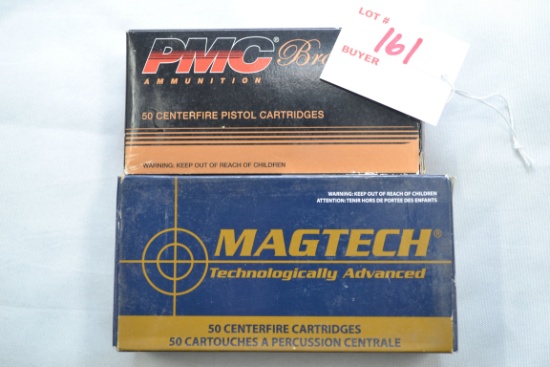 LOT # 161
BUYER
PMC®
AMMUNITION
50 CENTERFIRE PISTOL CARTRIDGES
WARNING: KEEP OUT OF REACH OF CHILDREN
WARNING: KEEP OUT OF REACH OF CHILDREN
ATTENTION: TENIR HORS DE PORTEE DES ENFANTS
MAGTECH®
Technologically Advanced
50 CENTERFIRE CARTRIDGES
50 CARTOUCHES A PERCUSSION CENTRALE